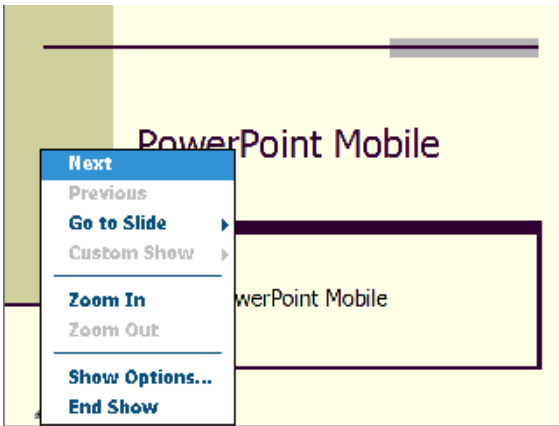 PowerPoint Mobile
Next
Previous
Go to Slide
Custom Show
Zoom In
werPoint Mobile
Zoom Out
Show Options...
End Show